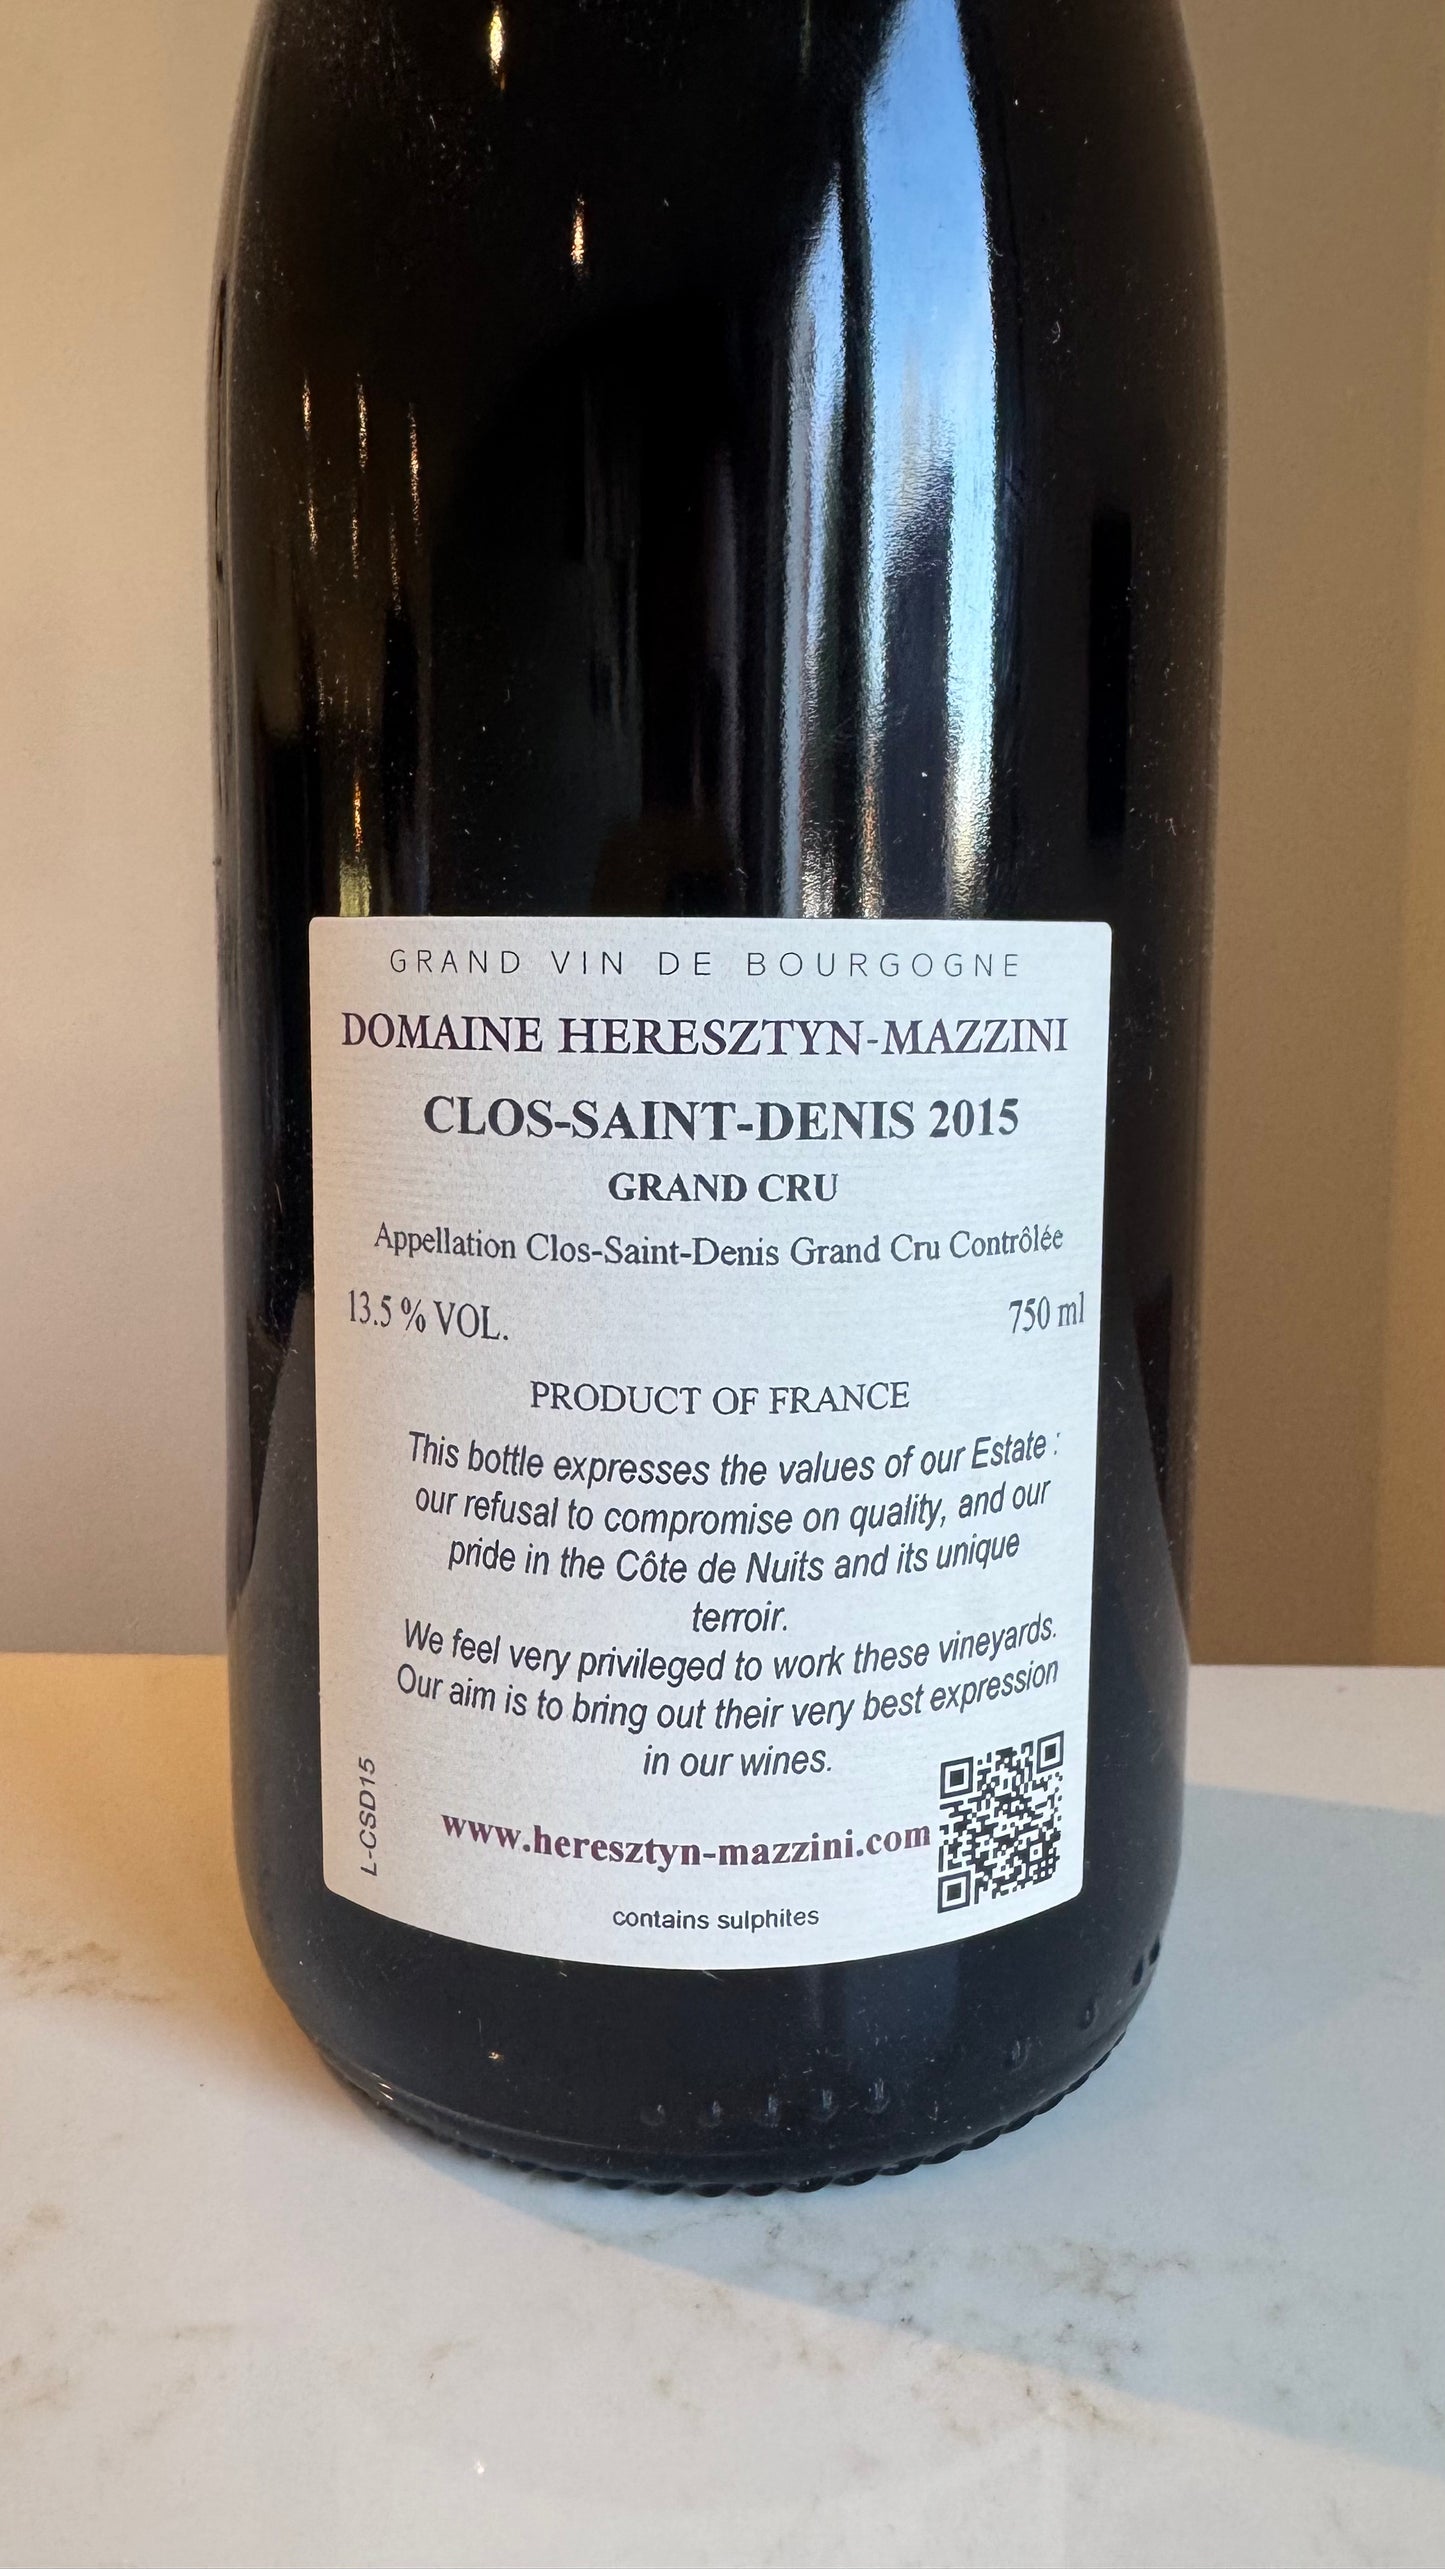 GRAND VIN DE BOURGOGNE
DOMAINE HERESZTYN-MAZZINI
CLOS-SAINT-DENIS 2015
GRAND CRU
Appellation Clos-Saint-Denis Grand Cru Contrôlée
13.5 % VOL. 750 ml
PRODUCT OF FRANCE
This bottle expresses the values of our Estate :
our refusal to compromise on quality, and our
pride in the Côte de Nuits and its unique
terroir.
We feel very privileged to work these vineyards.
Our aim is to bring out their very best expression
in our wines.
L-CSD15
www.heresztyn-mazzini.com
contains sulphites